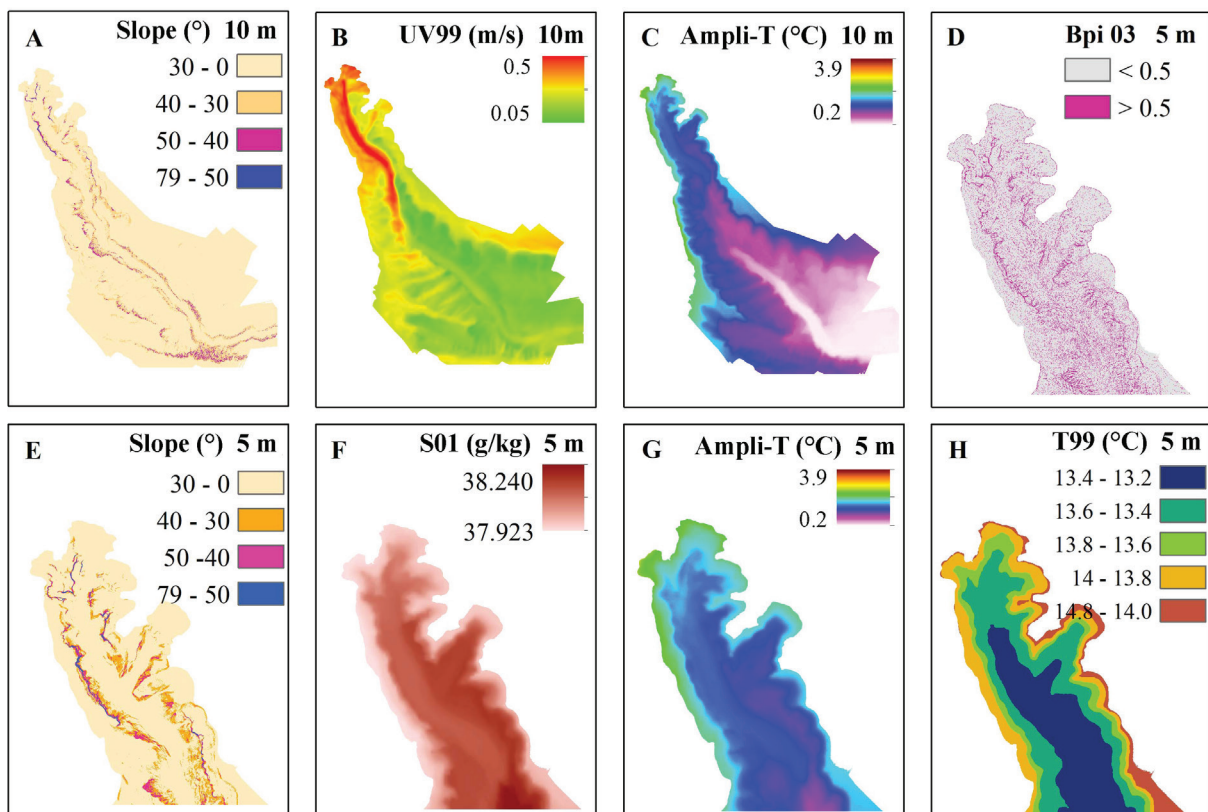 A Slope (°) 10 m
30 - 0
40 - 30
50 - 40
79 - 50
B UV99 (m/s) 10m
0.5
0.05
C Ampli-T (°C) 10 m
3.9
0.2
D Bpi 03 5 m
< 0.5
> 0.5
E Slope (°) 5 m
30 - 0
40 - 30
50 -40
79 - 50
F S01 (g/kg) 5 m
38.240
37.923
G Ampli-T (°C) 5 m
3.9
0.2
H T99 (°C) 5 m
13.4 - 13.2
13.6 - 13.4
13.8 - 13.6
14 - 13.8
14.8 - 14.0